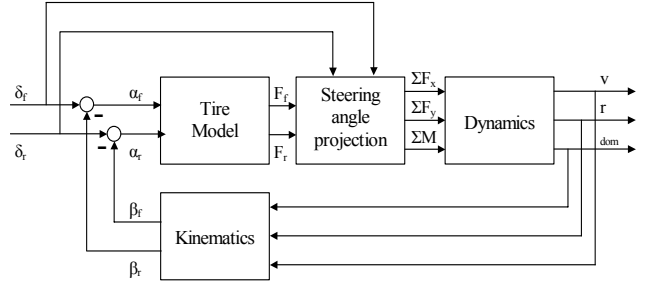 δf
δr
αf
αr
Tire
Model
Ff
Fr
Steering
angle
projection
ΣFx
ΣFy
ΣM
Dynamics
v
r
dom
βf
βr
Kinematics